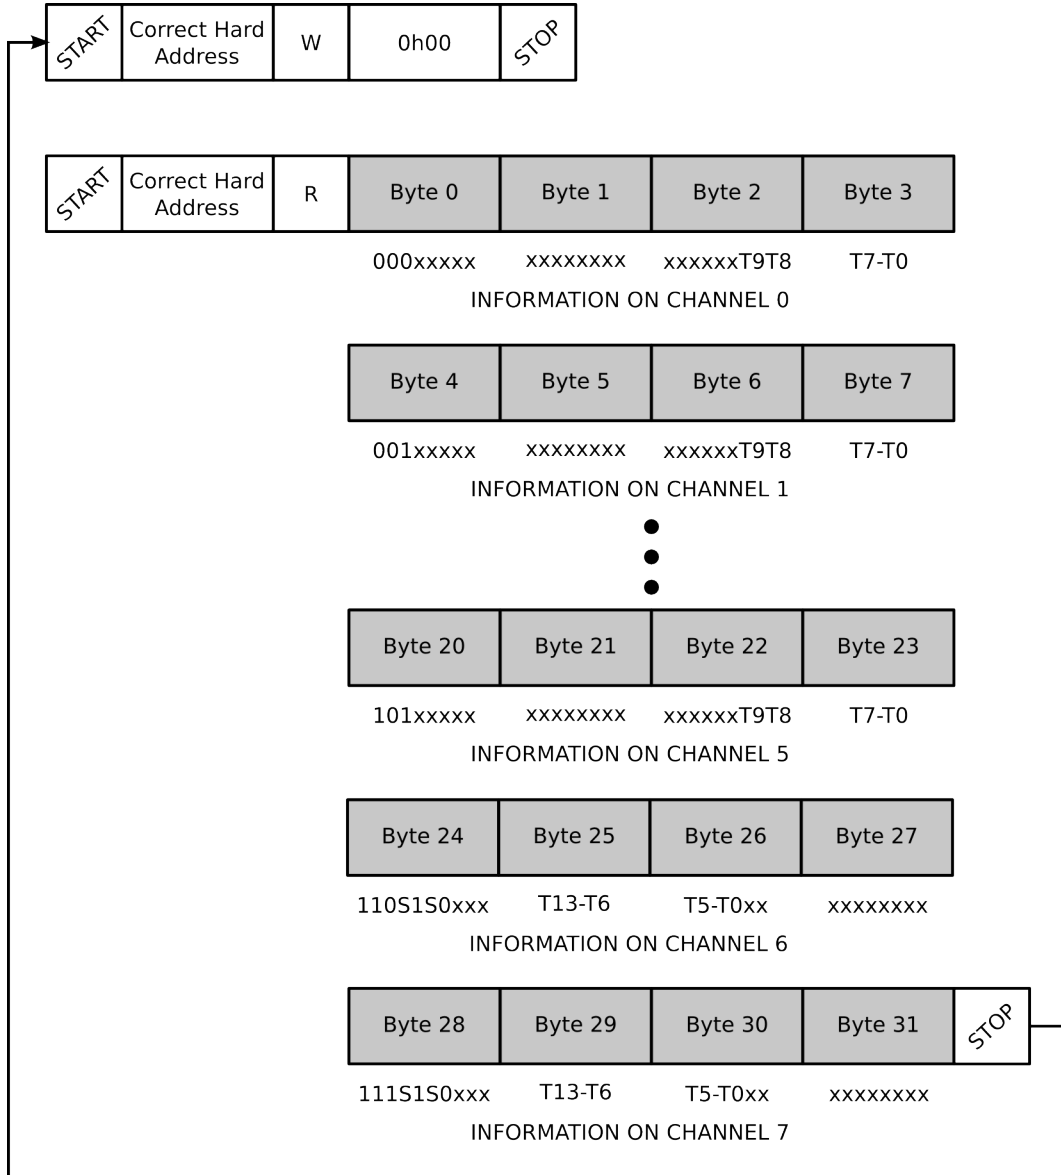 START Correct Hard Address W 0h00 STOP
START Correct Hard Address R Byte 0 Byte 1 Byte 2 Byte 3
000xxxxx xxxxxxxx xxxxxxT9T8 T7-T0
INFORMATION ON CHANNEL 0
Byte 4 Byte 5 Byte 6 Byte 7
001xxxxx xxxxxxxx xxxxxxT9T8 T7-T0
INFORMATION ON CHANNEL 1
Byte 20 Byte 21 Byte 22 Byte 23
101xxxxx xxxxxxxx xxxxxxT9T8 T7-T0
INFORMATION ON CHANNEL 5
Byte 24 Byte 25 Byte 26 Byte 27
110S1S0xxx T13-T6 T5-T0xx xxxxxxxx
INFORMATION ON CHANNEL 6
Byte 28 Byte 29 Byte 30 Byte 31 STOP
111S1S0xxx T13-T6 T5-T0xx xxxxxxxx
INFORMATION ON CHANNEL 7